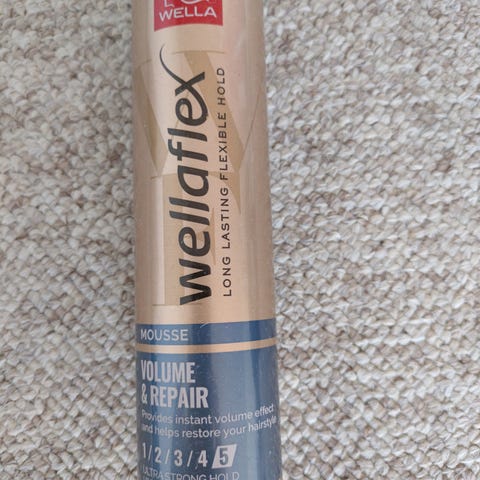 WELLA
wellaflex
LONG LASTING FLEXIBLE HOLD
MOUSSE
VOLUME
& REPAIR
Provides instant volume effect
and helps restore your hairstyle
1/2/3/4/5
ULTRA STRONG HOLD